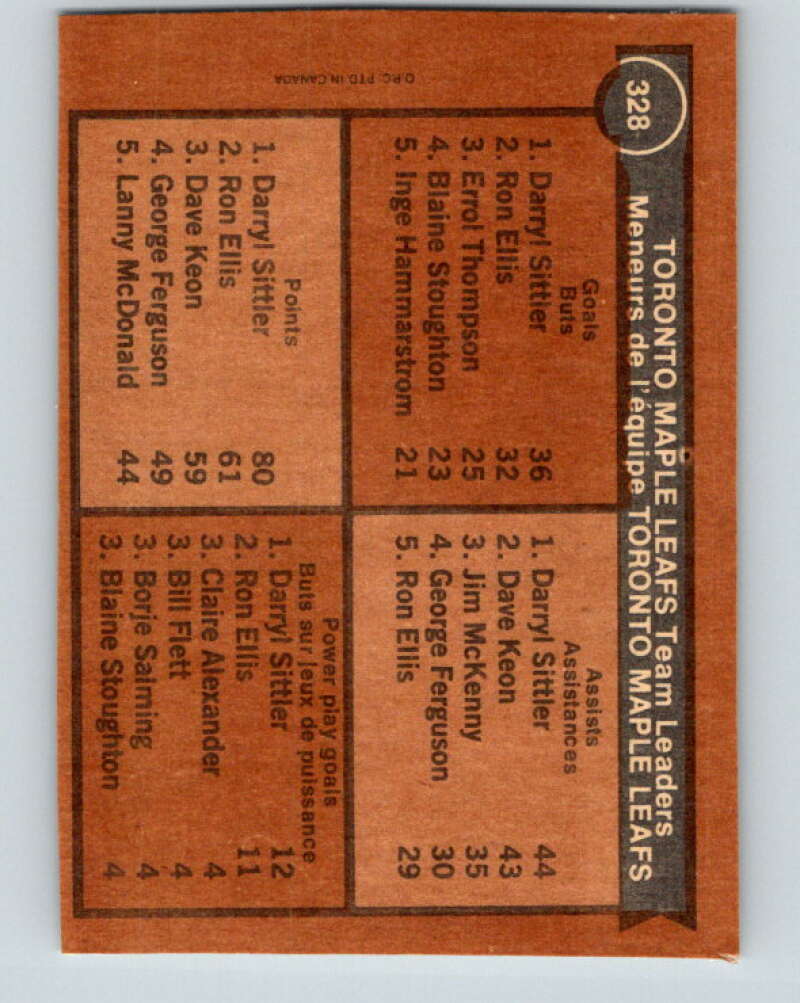 328
TORONTO MAPLE LEAFS Team Leaders
Meneurs de l'équipe TORONTO MAPLE LEAFS
Goals
Buts
1. Darryl Sittler 36
2. Ron Ellis 32
3. Errol Thompson 25
4. Blaine Stoughton 23
5. Inge Hammarstrom 21
Assists
Assistances
1. Darryl Sittler 44
2. Dave Keon 43
3. Jim McKenny 35
4. George Ferguson 30
5. Ron Ellis 29
Points
1. Darryl Sittler 80
2. Ron Ellis 61
3. Dave Keon 59
4. George Ferguson 49
5. Lanny McDonald 44
Power play goals
Buts sur jeux de puissance
1. Darryl Sittler 12
2. Ron Ellis 11
3. Claire Alexander 4
3. Bill Flett 4
3. Borje Salming 4
3. Blaine Stoughton 4
O.P.C. PTD. IN CANADA